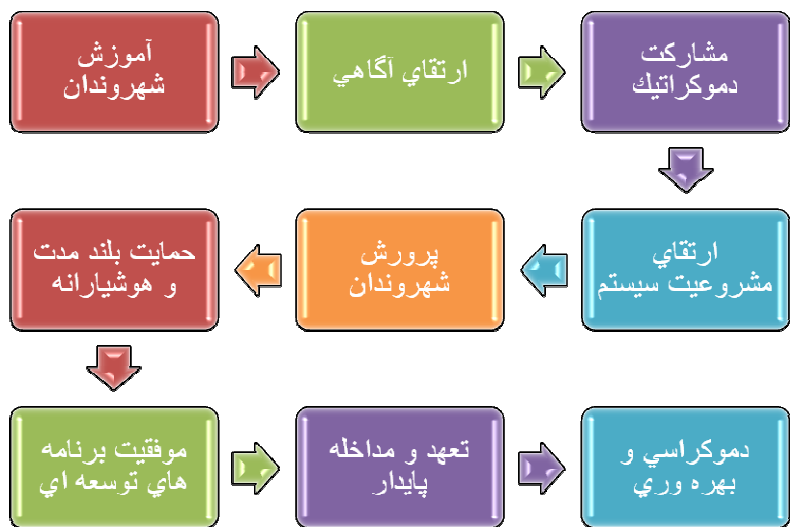 آموزش
شهروندان
ارتقاي آگاهي
مشاركت
دموكراتيك
ارتقاي
مشروعيت سيستم
پرورش
شهروندان
حمايت بلند مدت
و هوشيارانه
موفقيت برنامه
هاي توسعه اي
تعهد و مداخله
پايدار
دموكراسي و
بهره وري